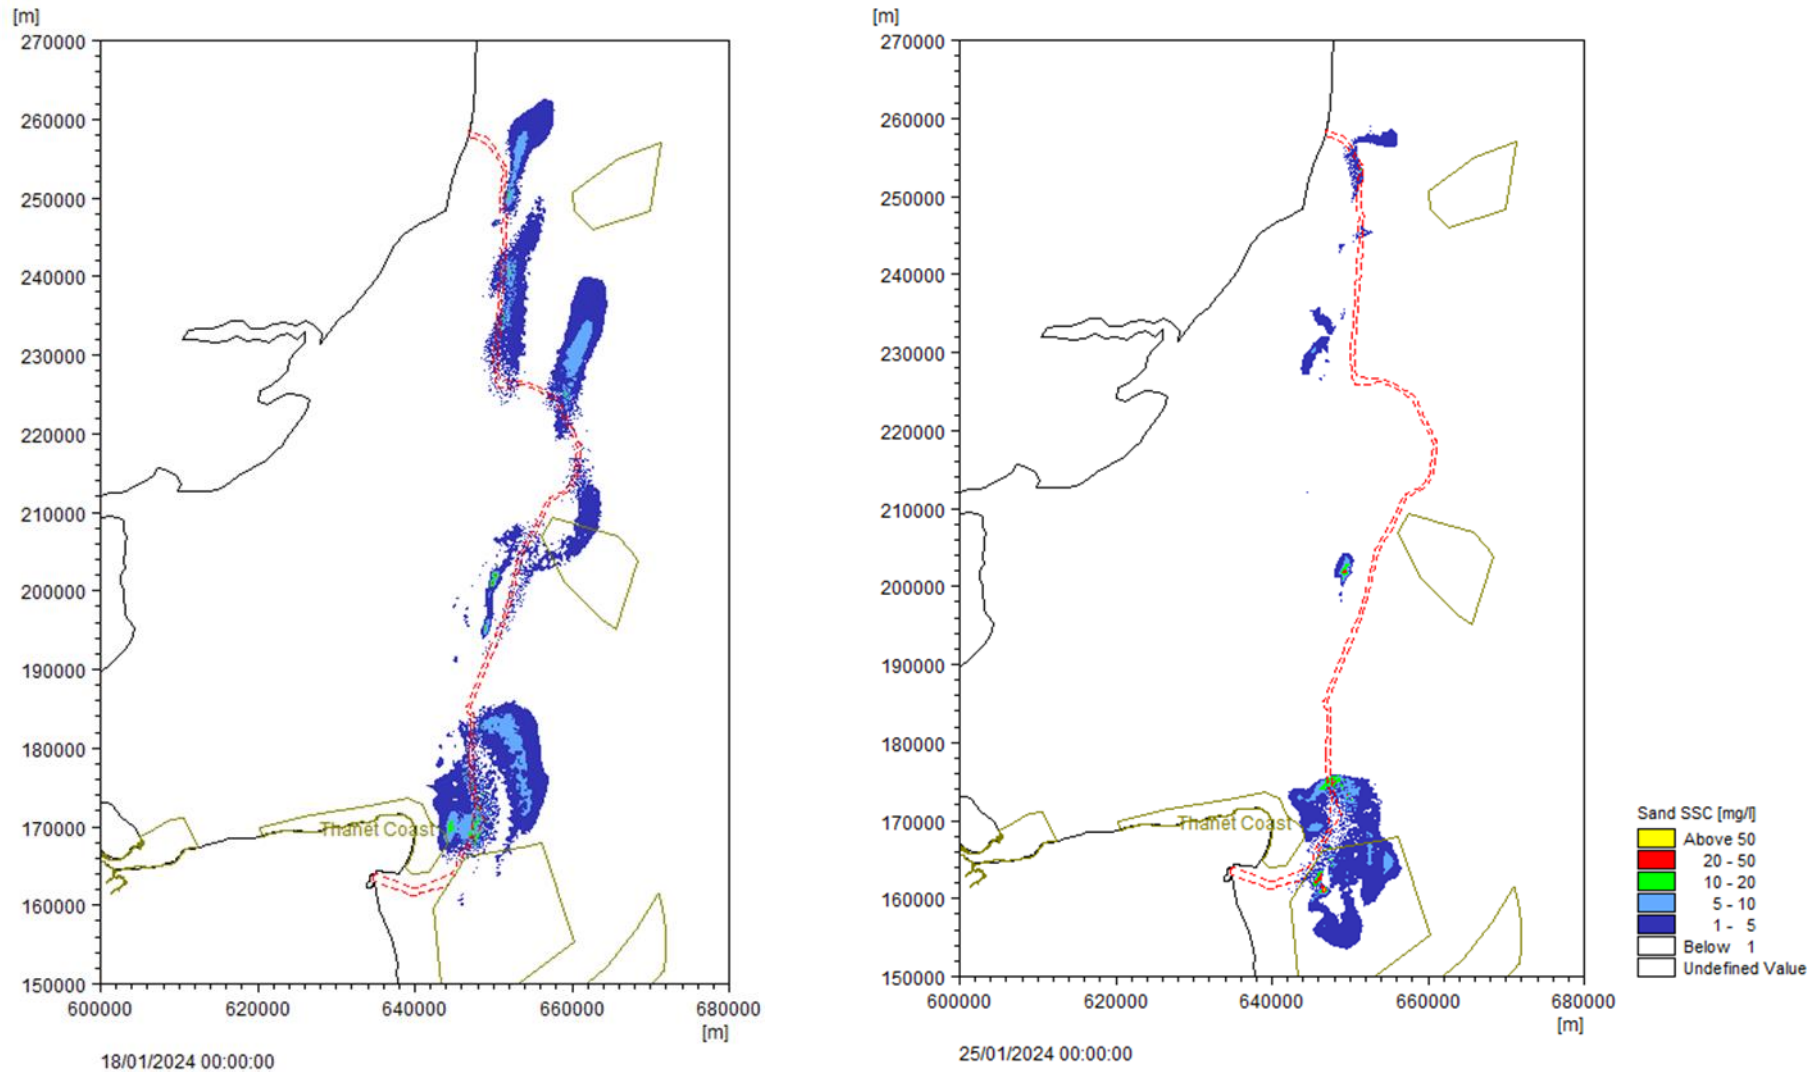 [m]
270000
260000
250000
240000
230000
220000
210000
200000
190000
180000
170000
160000
150000
600000 620000 640000 660000 680000
[m]
Thanet Coast
18/01/2024 00:00:00
[m]
270000
260000
250000
240000
230000
220000
210000
200000
190000
180000
170000
160000
150000
600000 620000 640000 660000 680000
[m]
Thanet Coast
25/01/2024 00:00:00
Sand SSC [mg/l]
Above 50
20 - 50
10 - 20
5 - 10
1 - 5
Below 1
Undefined Value